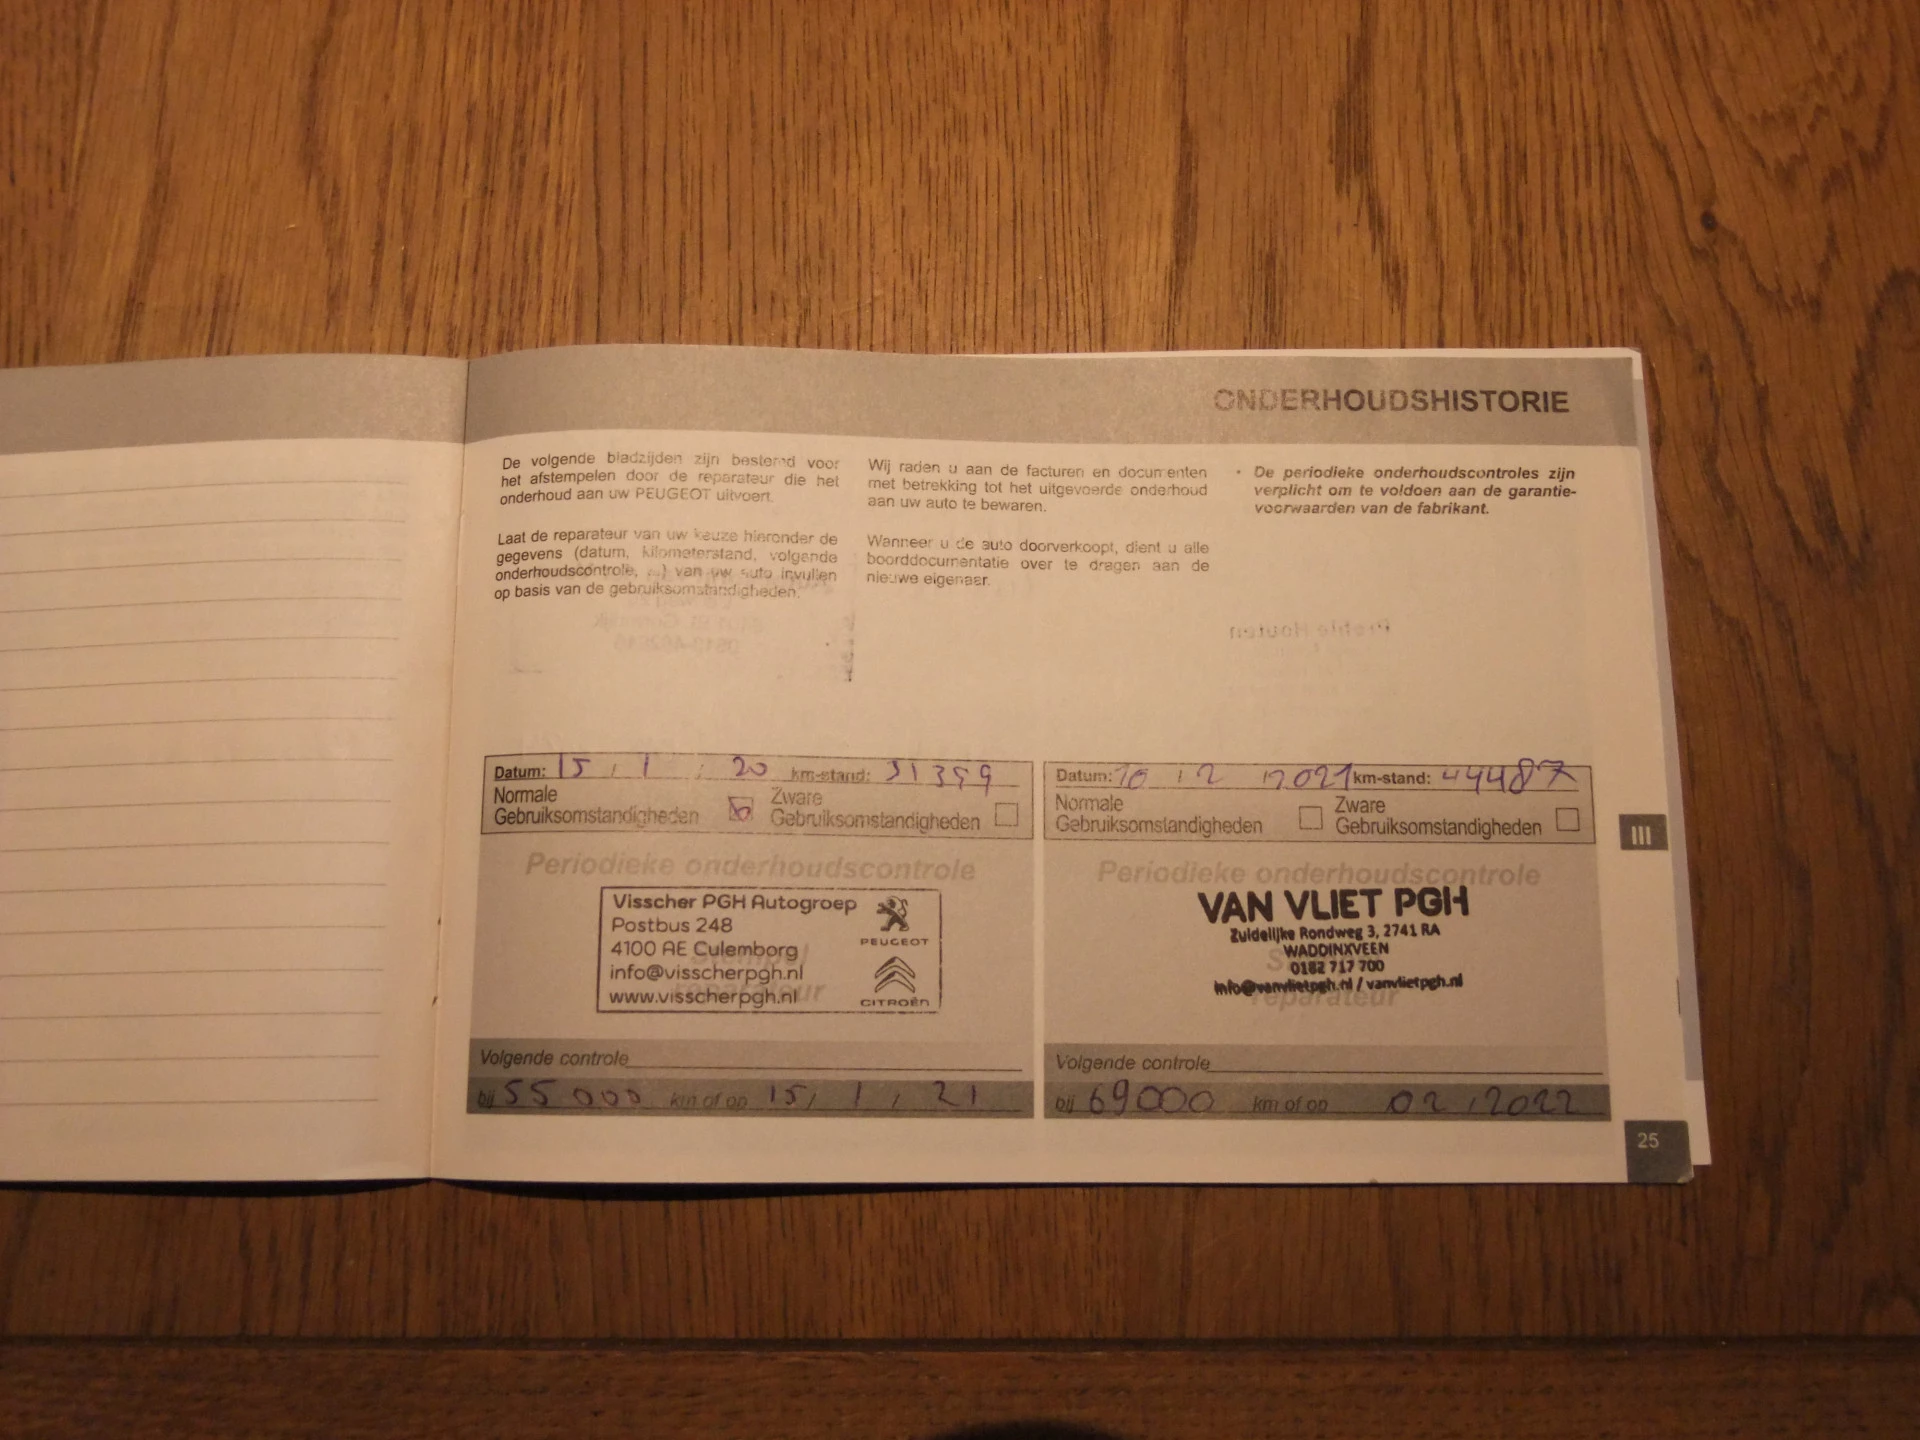 ONDERHOUDSHISTORIE
De volgende bladzijden zijn bestemd voor
het afstempelen door de reparateur die het
onderhoud aan uw PEUGEOT uitvoert.
Laat de reparateur van uw keuze hieronder de
gegevens (datum, kilometerstand, volgende
onderhoudscontrole, ...) van uw auto invullen
op basis van de gebruiksomstandigheden.
Wij raden u aan de facturen en documenten
met betrekking tot het uitgevoerde onderhoud
aan uw auto te bewaren.
Wanneer u de auto doorverkoopt, dient u alle
boorddocumentatie over te dragen aan de
nieuwe eigenaar.
• De periodieke onderhoudscontroles zijn
verplicht om te voldoen aan de garantie-
voorwaarden van de fabrikant.
Datum: 15 / 1 / 20 km-stand: 31399
Normale
Gebruiksomstandigheden
Zware
Gebruiksomstandigheden
Periodieke onderhoudscontrole
Visscher PGH Autogroep
Postbus 248
4100 AE Culemborg
info@visscherpgh.nl
www.visscherpgh.nl
PEUGEOT
CITROËN
Stempel
reparateur
Volgende controle
bij 55000 km of op 15 / 1 / 21
Datum: 10 / 2 / 2021 km-stand: 44487
Normale
Gebruiksomstandigheden
Zware
Gebruiksomstandigheden
Periodieke onderhoudscontrole
VAN VLIET PGH
Zuidelijke Rondweg 3, 2741 RA
WADDINXVEEN
0182 717 700
info@vanvlietpgh.nl / vanvlietpgh.nl
reparateur
Volgende controle
bij 69000 km of op 02 / 2022
III
25